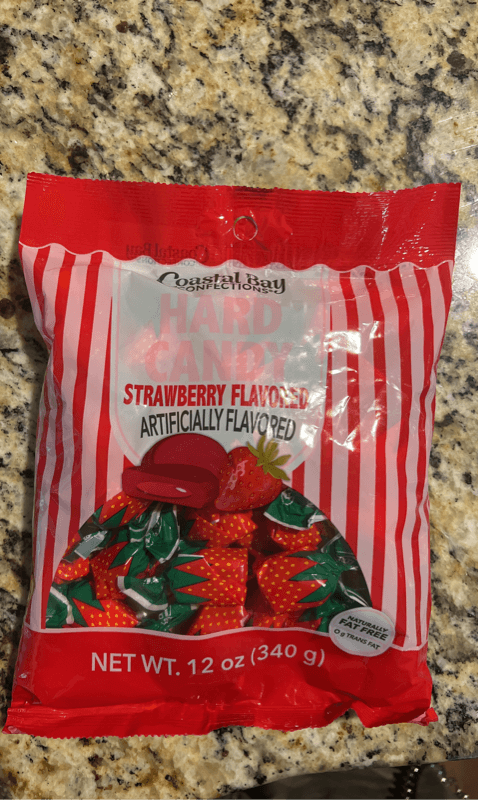 Coastal Bay
CONFECTIONS
HARD
CANDY
STRAWBERRY FLAVORED
ARTIFICIALLY FLAVORED
NATURALLY
FAT FREE
0 g TRANS FAT
NET WT. 12 oz (340 g)